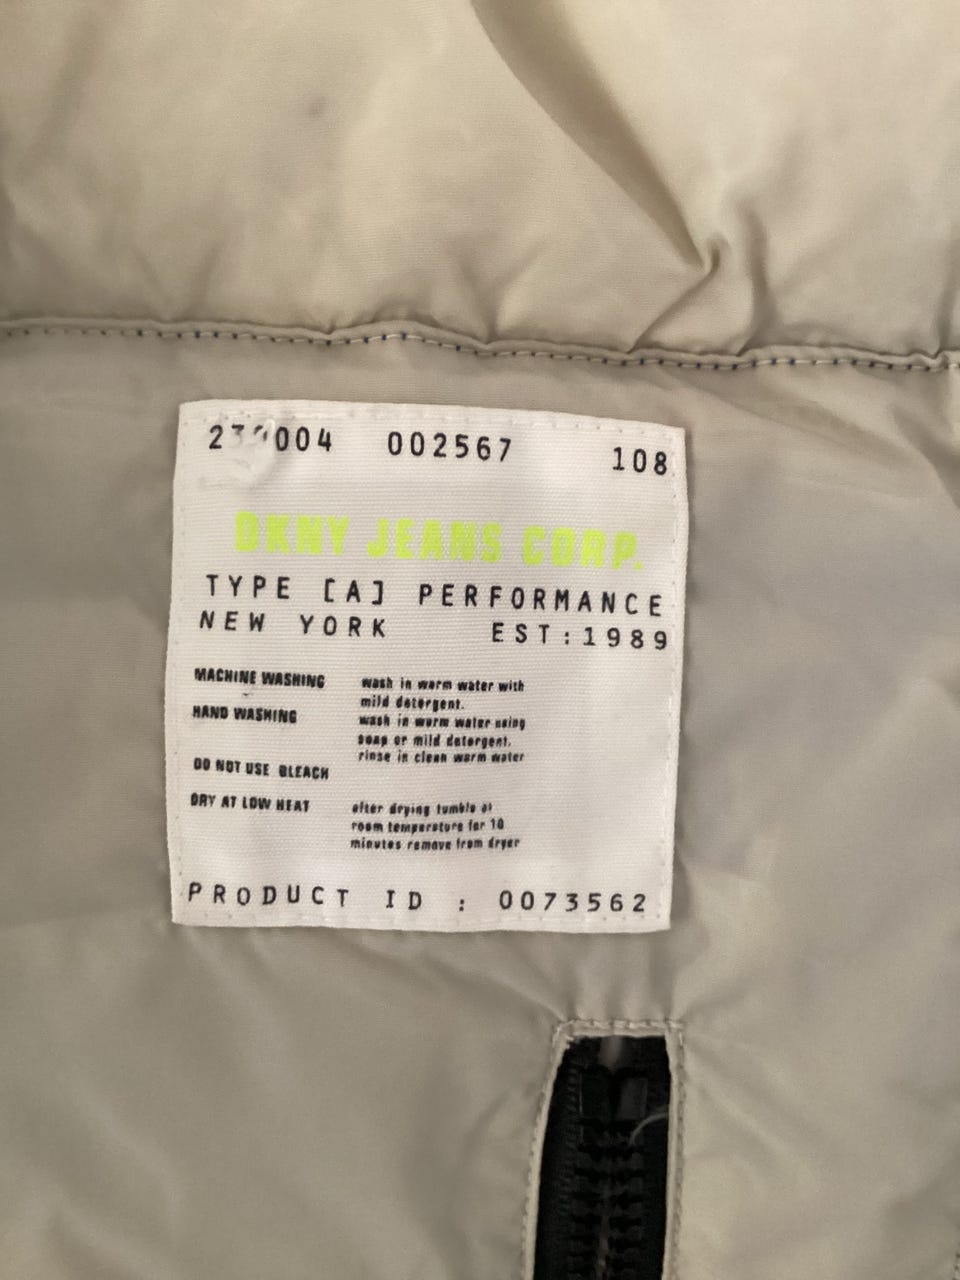 002567 108
DKNY JEANS CORP.
TYPE [A] PERFORMANCE
NEW YORK EST:1989
MACHINE WASHING wash in warm water with
mild detergent.
HAND WASHING wash in warm water using
soap or mild detergent.
rinse in clean warm water
DO NOT USE BLEACH
DRY AT LOW HEAT after drying tumble at
room temperature for 10
minutes remove from dryer
PRODUCT ID : 0073562